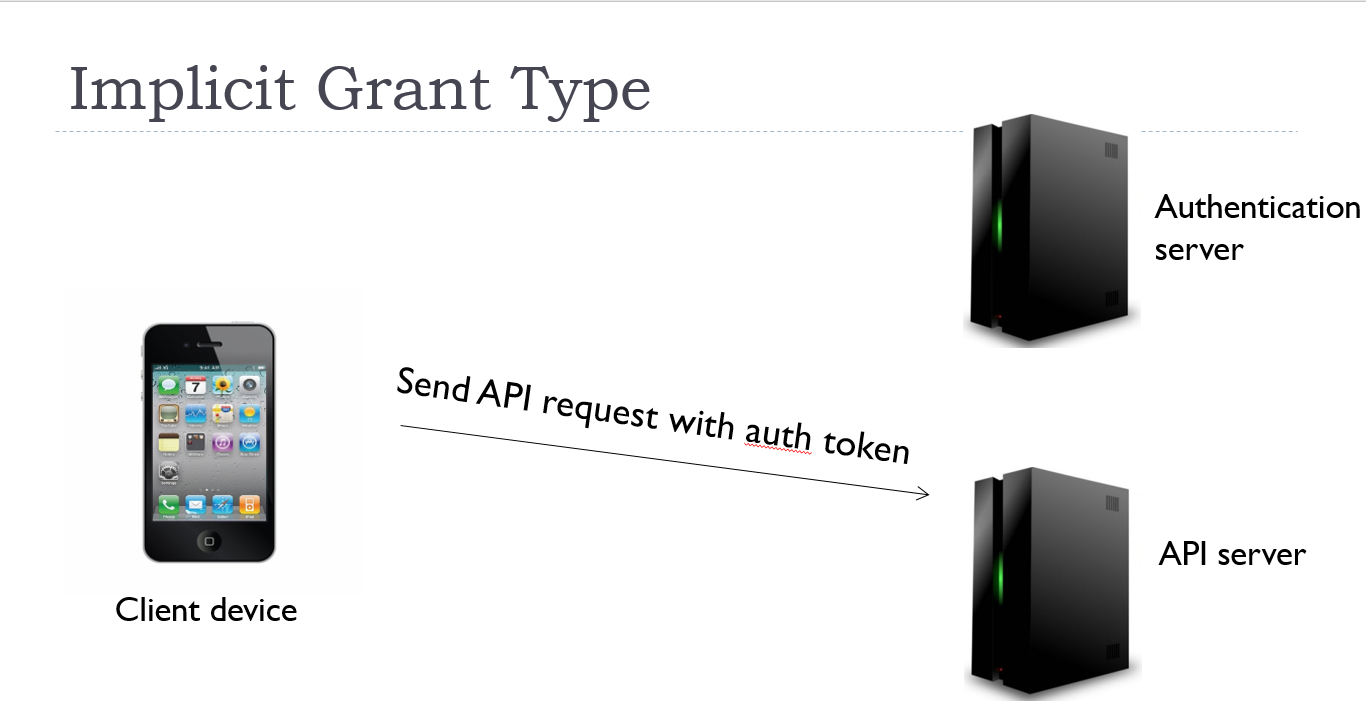 Implicit Grant Type
Authentication
server
Send API request with auth token
API server
Client device